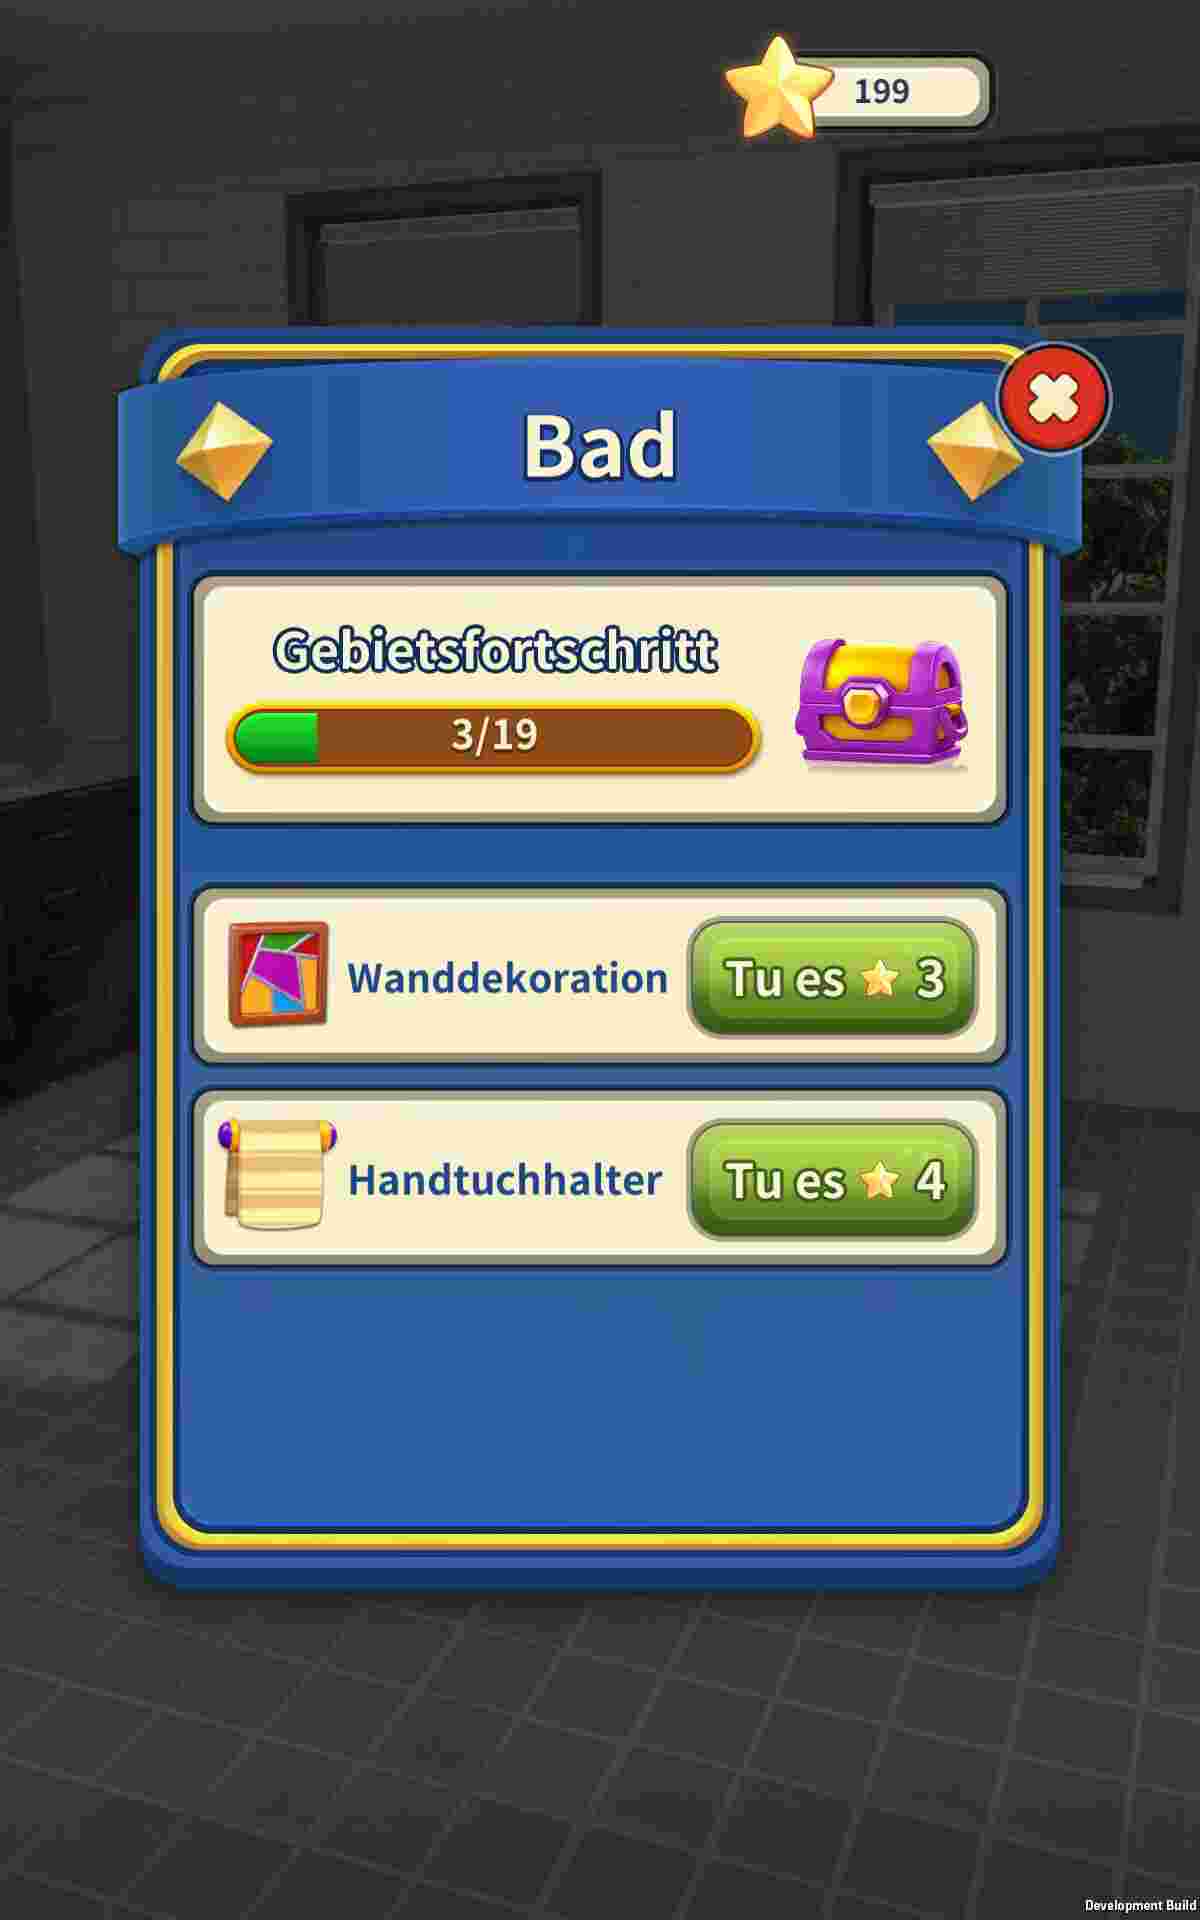 199
Bad
Gebietsfortschritt
3/19
Wanddekoration
Tu es 3
Handtuchhalter
Tu es 4
Development Build